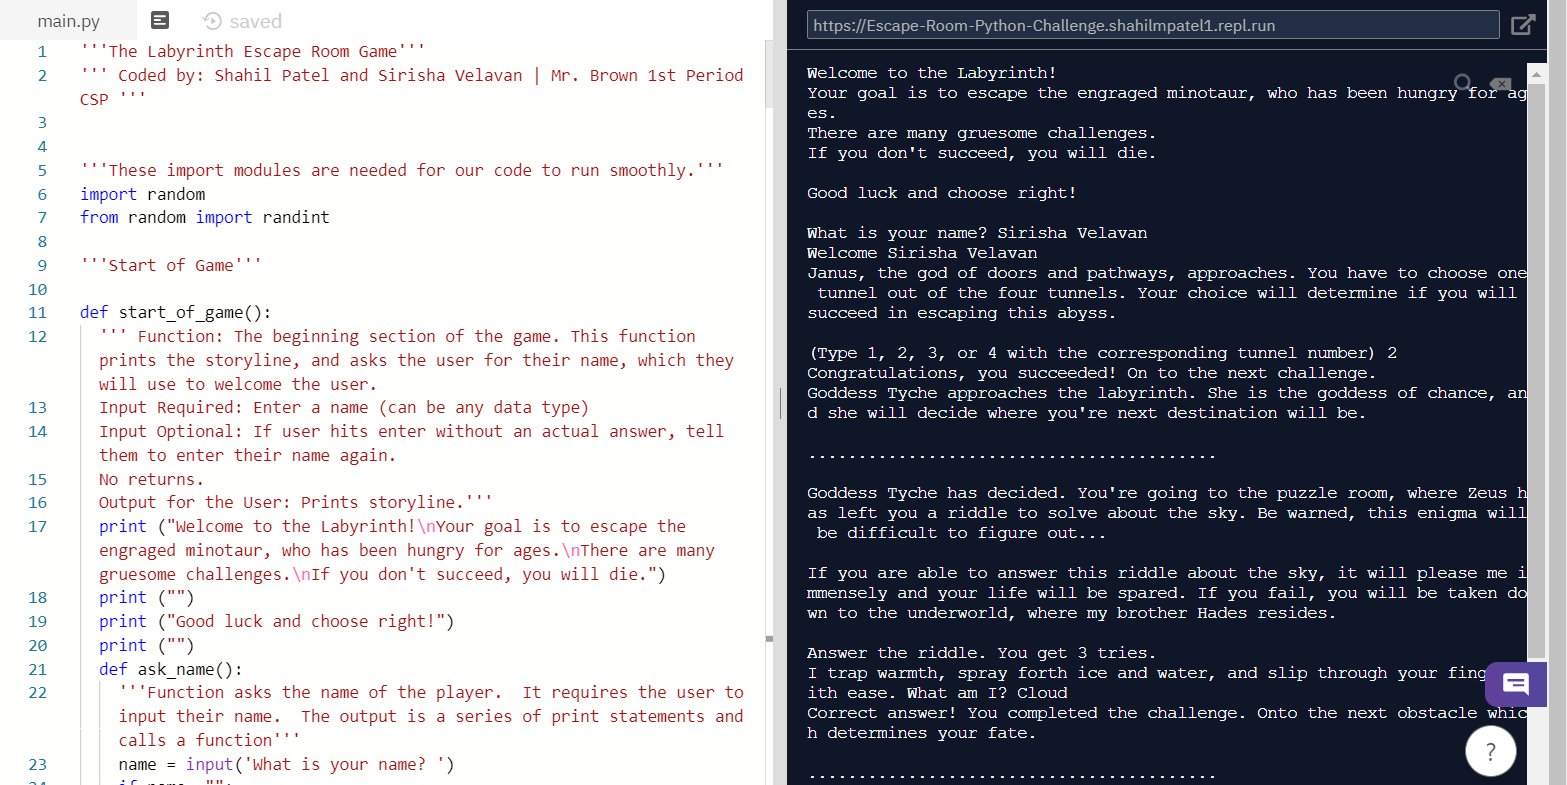 main.py
saved
1 '''The Labyrinth Escape Room Game'''
2 ''' Coded by: Shahil Patel and Sirisha Velavan | Mr. Brown 1st Period
CSP '''
3
4
5 '''These import modules are needed for our code to run smoothly.'''
6 import random
7 from random import randint
8
9 '''Start of Game'''
10
11 def start_of_game():
12 ''' Function: The beginning section of the game. This function
prints the storyline, and asks the user for their name, which they
will use to welcome the user.
13 Input Required: Enter a name (can be any data type)
14 Input Optional: If user hits enter without an actual answer, tell
them to enter their name again.
15 No returns.
16 Output for the User: Prints storyline.'''
17 print ("Welcome to the Labyrinth!\nYour goal is to escape the
engraged minotaur, who has been hungry for ages.\nThere are many
gruesome challenges.\nIf you don't succeed, you will die.")
18 print ("")
19 print ("Good luck and choose right!")
20 print ("")
21 def ask_name():
22 '''Function asks the name of the player.  It requires the user to
input their name.  The output is a series of print statements and
calls a function'''
23 name = input('What is your name? ')
https://Escape-Room-Python-Challenge.shahilmpatel1.repl.run
Welcome to the Labyrinth!
Your goal is to escape the engraged minotaur, who has been hungry for ag
es.
There are many gruesome challenges.
If you don't succeed, you will die.
Good luck and choose right!
What is your name? Sirisha Velavan
Welcome Sirisha Velavan
Janus, the god of doors and pathways, approaches. You have to choose one
tunnel out of the four tunnels. Your choice will determine if you will
succeed in escaping this abyss.
(Type 1, 2, 3, or 4 with the corresponding tunnel number) 2
Congratulations, you succeeded! On to the next challenge.
Goddess Tyche approaches the labyrinth. She is the goddess of chance, an
d she will decide where you're next destination will be.
.........................................
Goddess Tyche has decided. You're going to the puzzle room, where Zeus h
as left you a riddle to solve about the sky. Be warned, this enigma will
be difficult to figure out...
If you are able to answer this riddle about the sky, it will please me i
mmensely and your life will be spared. If you fail, you will be taken do
wn to the underworld, where my brother Hades resides.
Answer the riddle. You get 3 tries.
I trap warmth, spray forth ice and water, and slip through your fing
ith ease. What am I? Cloud
Correct answer! You completed the challenge. Onto the next obstacle whic
h determines your fate.
.........................................
?